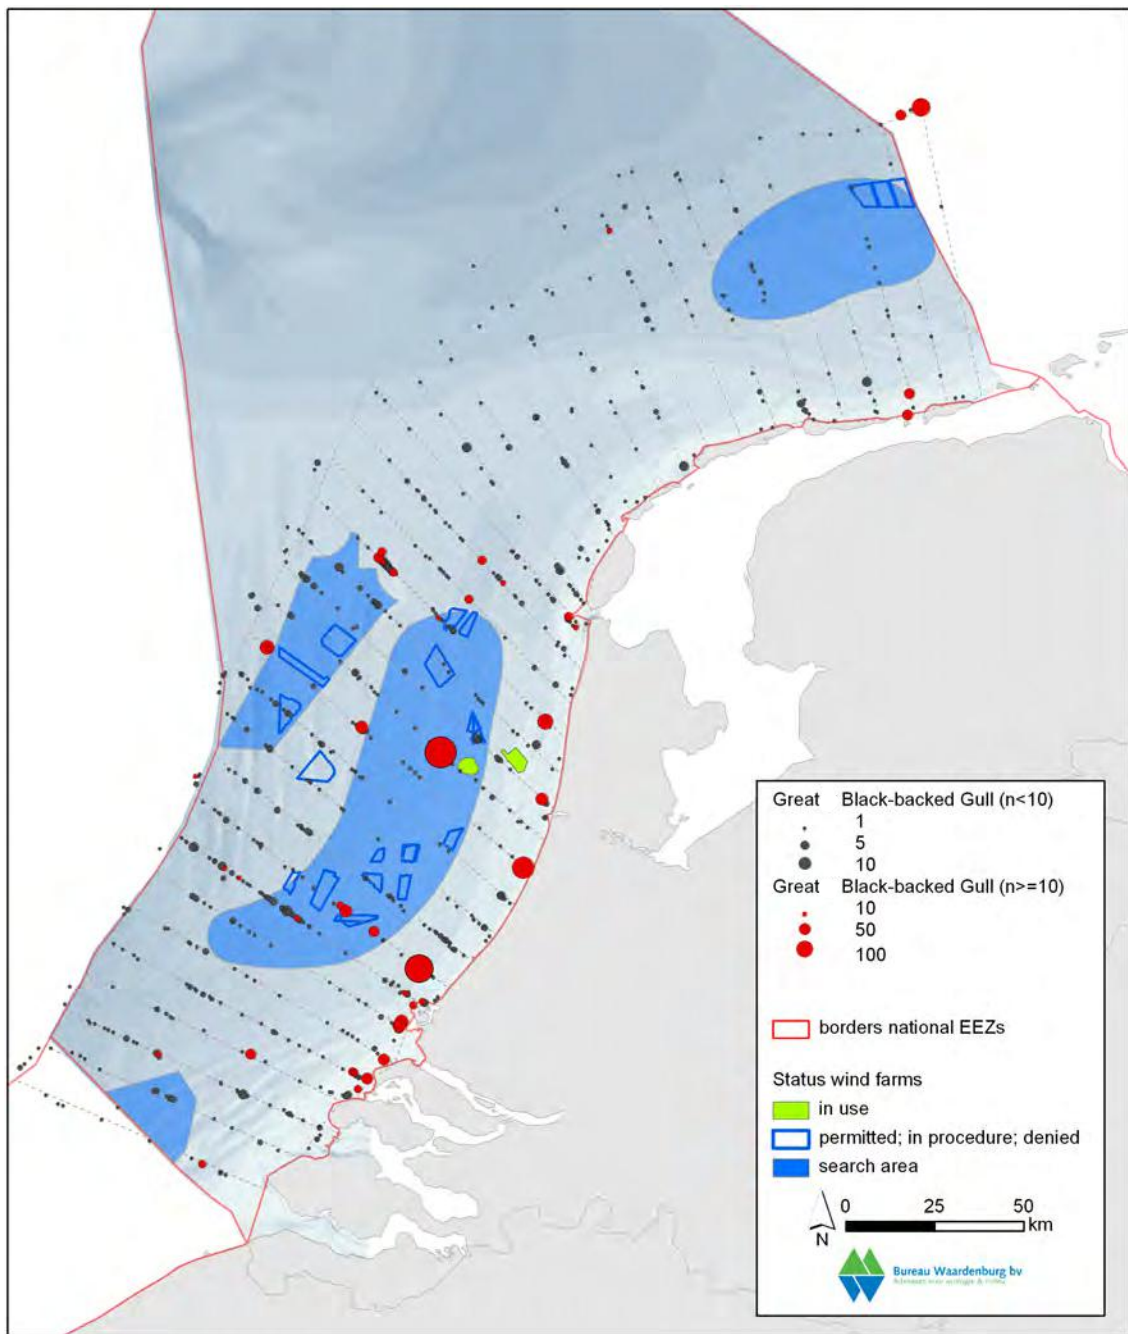 Great Black-backed Gull (n<10)
1
5
10
Great Black-backed Gull (n>=10)
10
50
100
borders national EEZs
Status wind farms
in use
permitted; in procedure; denied
search area
0 25 50
km
N
Bureau Waardenburg bv